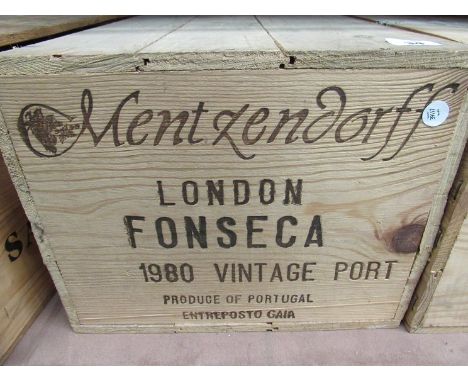 Mentzendorff
LONDON
FONSECA
1980 VINTAGE PORT
PRODUCE OF PORTUGAL
ENTREPOSTO GAIA